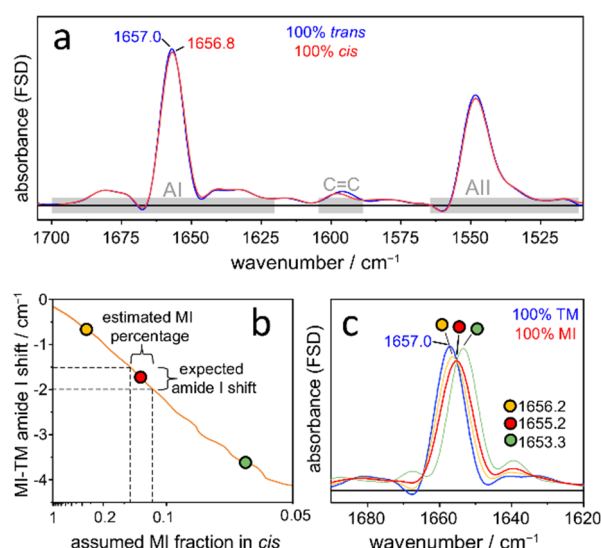 a
1657.0
1656.8
100% trans
100% cis
absorbance (FSD)
AI
C=C
AII
1700
1675
1650
1625
1600
1575
1550
1525
wavenumber / cm⁻¹
b
MI-TM amide I shift / cm⁻¹
0
-1
-2
-3
-4
estimated MI
percentage
expected
amide I shift
1
0.2
0.1
0.05
assumed MI fraction in cis
c
absorbance (FSD)
1657.0
100% TM
100% MI
1656.2
1655.2
1653.3
1680
1660
1640
1620
wavenumber / cm⁻¹